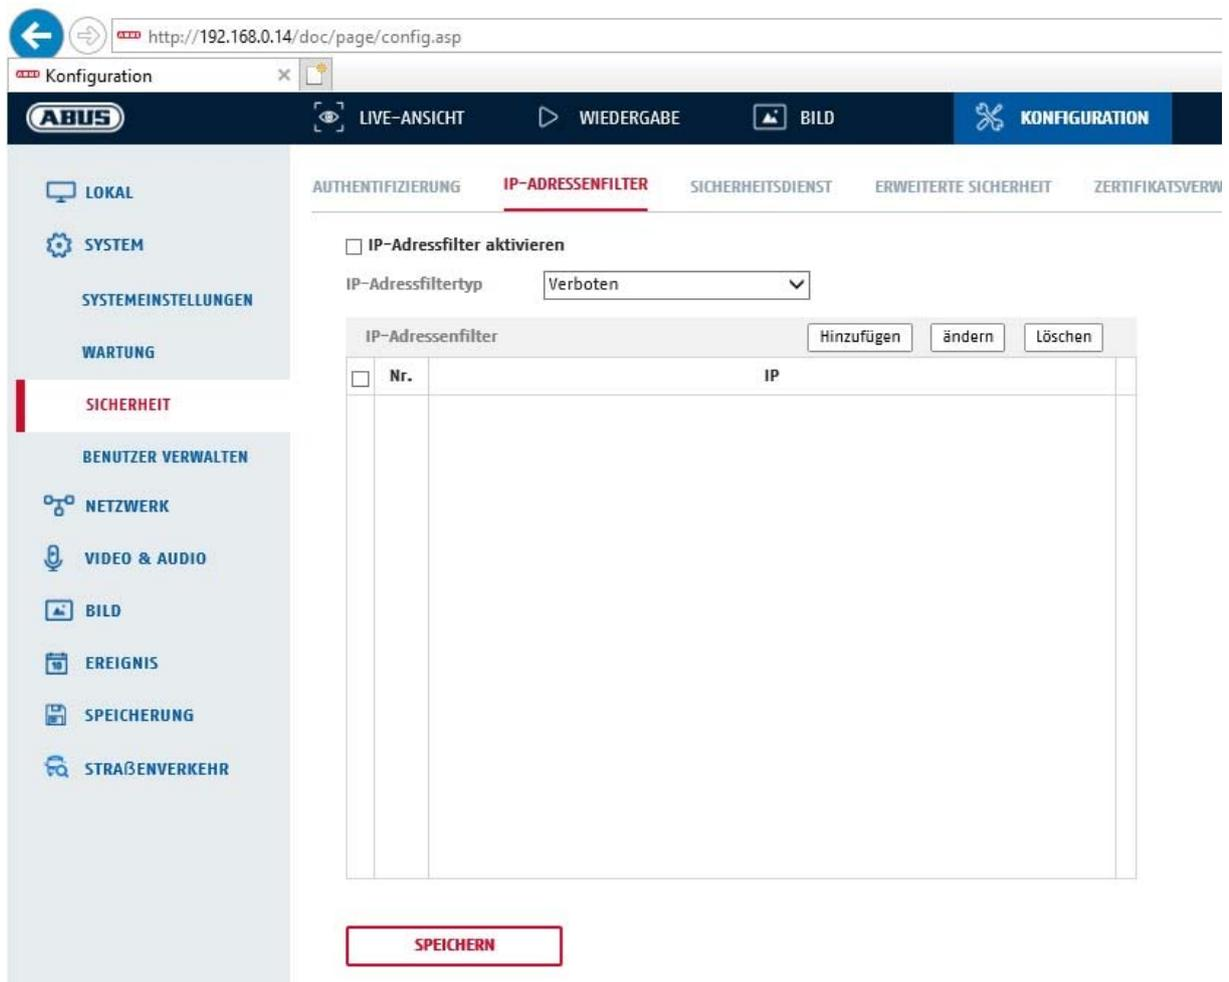 http://192.168.0.14/doc/page/config.asp
Konfiguration
ABUS LIVE-ANSICHT WIEDERGABE BILD KONFIGURATION
LOKAL
SYSTEM
SYSTEMEINSTELLUNGEN
WARTUNG
SICHERHEIT
BENUTZER VERWALTEN
NETZWERK
VIDEO & AUDIO
BILD
EREIGNIS
SPEICHERUNG
STRAßENVERKEHR
AUTHENTIFIZIERUNG IP-ADRESSENFILTER SICHERHEITSDIENST ERWEITERTE SICHERHEIT ZERTIFIKATSVERW
IP-Adressfilter aktivieren
IP-Adressfiltertyp Verboten
IP-Adressenfilter Hinzufügen ändern Löschen
Nr. IP
SPEICHERN